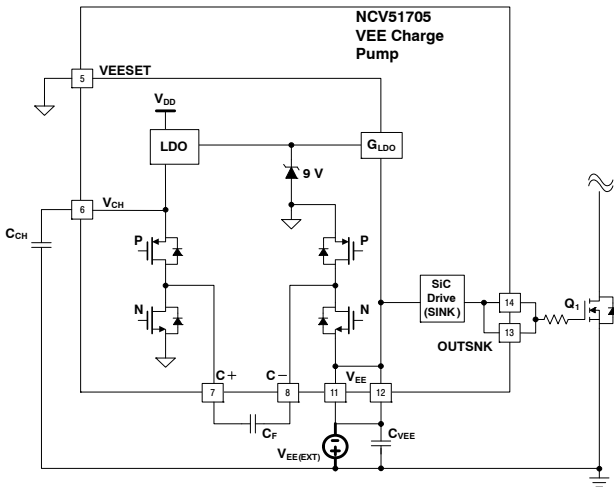 NCV51705
VEE Charge
Pump
5
VEESET
VDD
LDO
GLDO
9 V
6
VCH
CCH
P
P
N
N
SiC
Drive
(SINK)
14
13
Q1
OUTSNK
C+
C−
VEE
7
8
11
12
CF
VEE(EXT)
CVEE